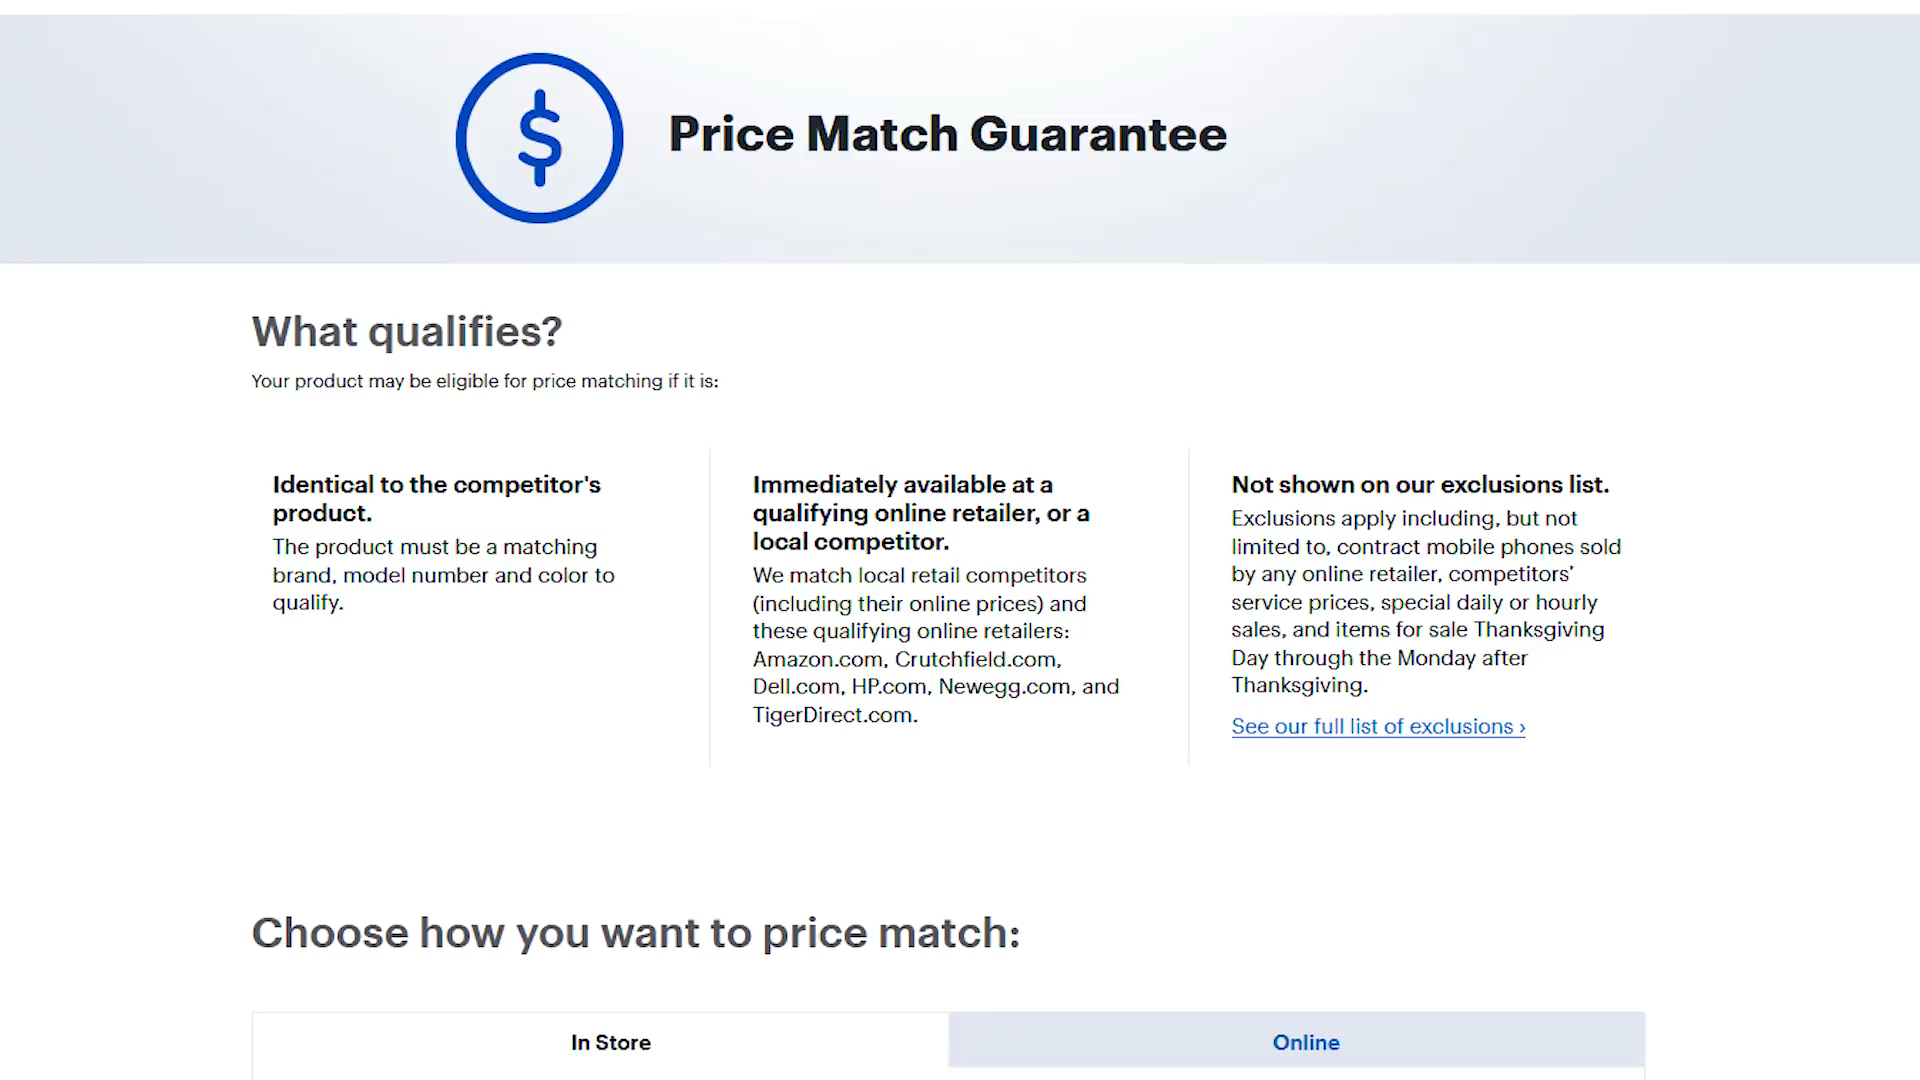 $
Price Match Guarantee
What qualifies?
Your product may be eligible for price matching if it is:
Identical to the competitor's
product.
The product must be a matching
brand, model number and color to
qualify.
Immediately available at a
qualifying online retailer, or a
local competitor.
We match local retail competitors
(including their online prices) and
these qualifying online retailers:
Amazon.com, Crutchfield.com,
Dell.com, HP.com, Newegg.com, and
TigerDirect.com.
Not shown on our exclusions list.
Exclusions apply including, but not
limited to, contract mobile phones sold
by any online retailer, competitors’
service prices, special daily or hourly
sales, and items for sale Thanksgiving
Day through the Monday after
Thanksgiving.
See our full list of exclusions ›
Choose how you want to price match:
In Store
Online